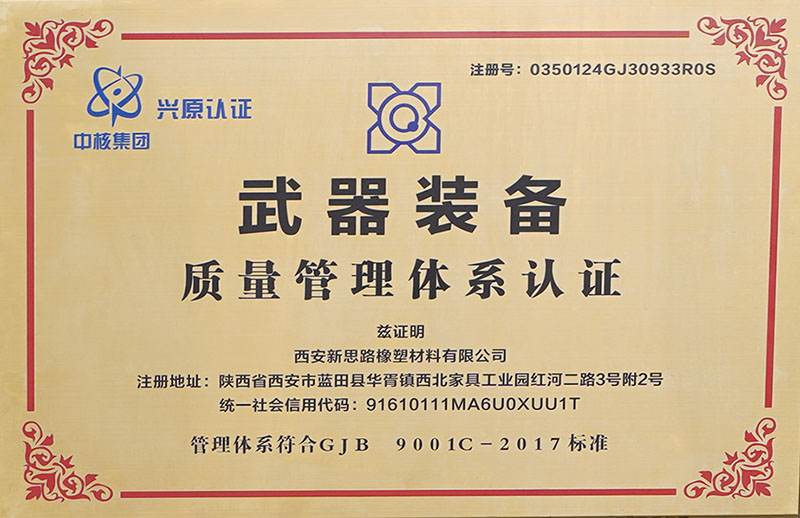 注册号：0350124GJ30933R0S
兴原认证
中核集团
武器装备
质量管理体系认证
兹证明
西安新思路橡塑材料有限公司
注册地址：陕西省西安市蓝田县华胥镇西北家具工业园红河二路3号附2号
统一社会信用代码：91610111MA6U0XUU1T
管理体系符合GJB 9001C-2017标准